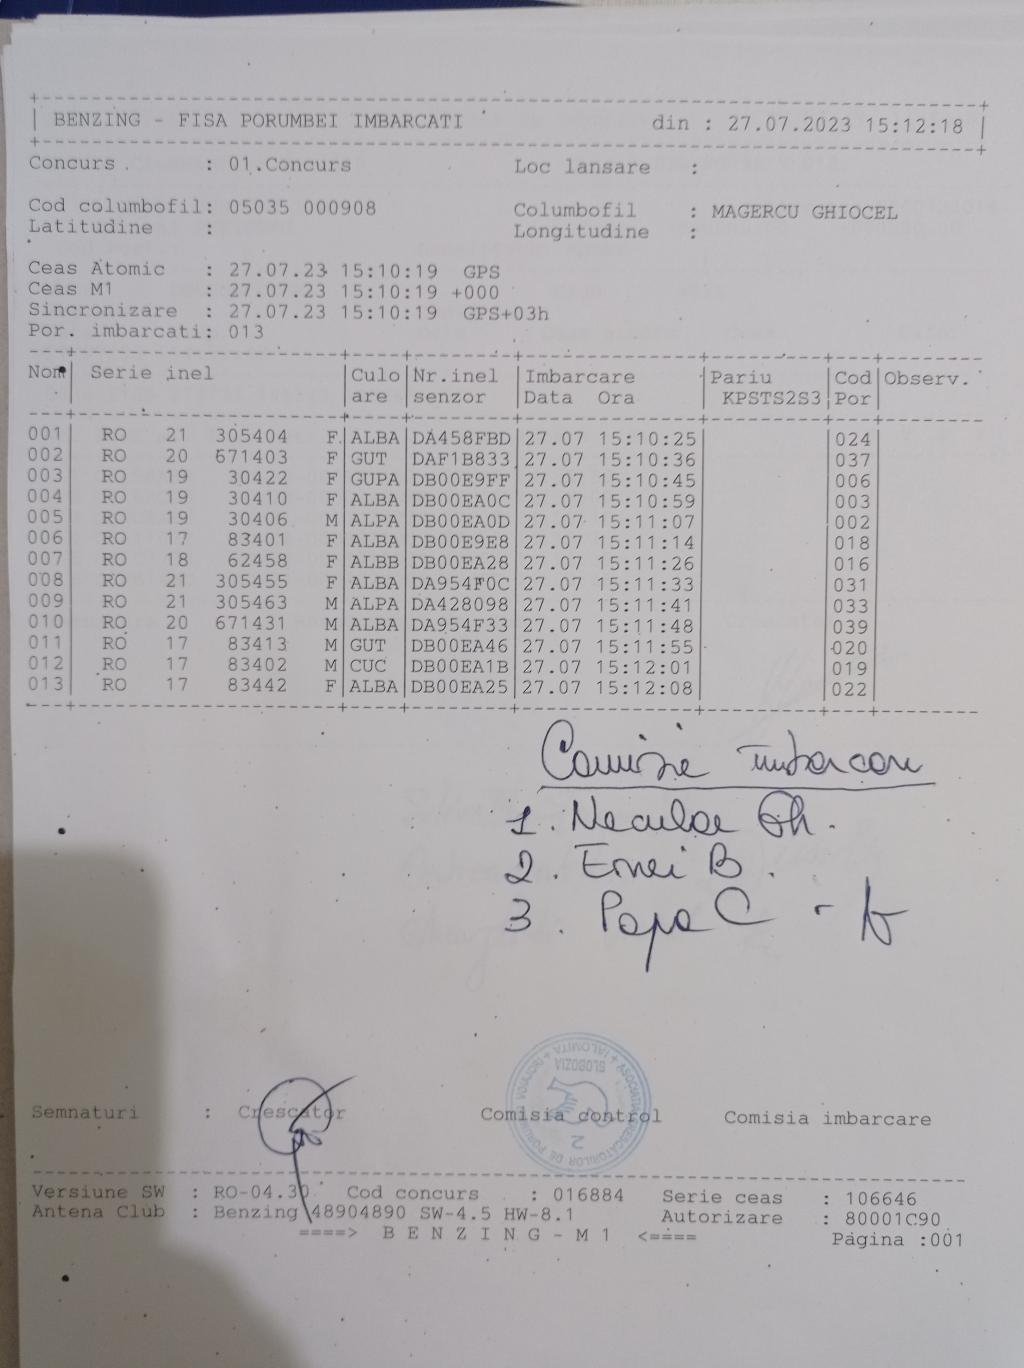 BENZING - FISA PORUMBEI IMBARCATI din : 27.07.2023 15:12:18
Concurs : 01.Concurs Loc lansare :
Cod columbofil: 05035 000908 Columbofil : MAGERCU GHIOCEL
Latitudine : Longitudine :
Ceas Atomic : 27.07.23 15:10:19 GPS
Ceas M1 : 27.07.23 15:10:19 +000
Sincronizare : 27.07.23 15:10:19 GPS+03h
Por. imbarcati: 013
Nom Serie inel Culo Nr.inel Imbarcare Pariu Cod Observ.
are senzor Data Ora KPSTS2S3 Por
001 RO 21 305404 F ALBA DA458FBD 27.07 15:10:25 024
002 RO 20 671403 F GUT DAF1B833 27.07 15:10:36 037
003 RO 19 30422 F GUPA DB00E9FF 27.07 15:10:45 006
004 RO 19 30410 F ALBA DB00EA0C 27.07 15:10:59 003
005 RO 19 30406 M ALPA DB00EA0D 27.07 15:11:07 002
006 RO 17 83401 F ALBA DB00E9E8 27.07 15:11:14 018
007 RO 18 62458 F ALBB DB00EA28 27.07 15:11:26 016
008 RO 21 305455 F ALBA DA954F0C 27.07 15:11:33 031
009 RO 21 305463 M ALPA DA428098 27.07 15:11:41 033
010 RO 20 671431 M ALBA DA954F33 27.07 15:11:48 039
011 RO 17 83413 M GUT DB00EA46 27.07 15:11:55 020
012 RO 17 83402 M CUC DB00EA1B 27.07 15:12:01 019
013 RO 17 83442 F ALBA DB00EA25 27.07 15:12:08 022
Comisie imbarcare
1. Neculae Gh.
2. Ernei B.
3. Popa C -
ASOCIATIA CRESCATORILOR DE PORUMBEI VOIAJORI + IALOMITA +
SLOBOZIA
2
Semnaturi : Crescator Comisia control Comisia imbarcare
Versiune SW : RO-04.30 Cod concurs : 016884 Serie ceas : 106646
Antena Club : Benzing 48904890 SW-4.5 HW-8.1 Autorizare : 80001C90
====> B E N Z I N G - M 1 <==== Pagina :001